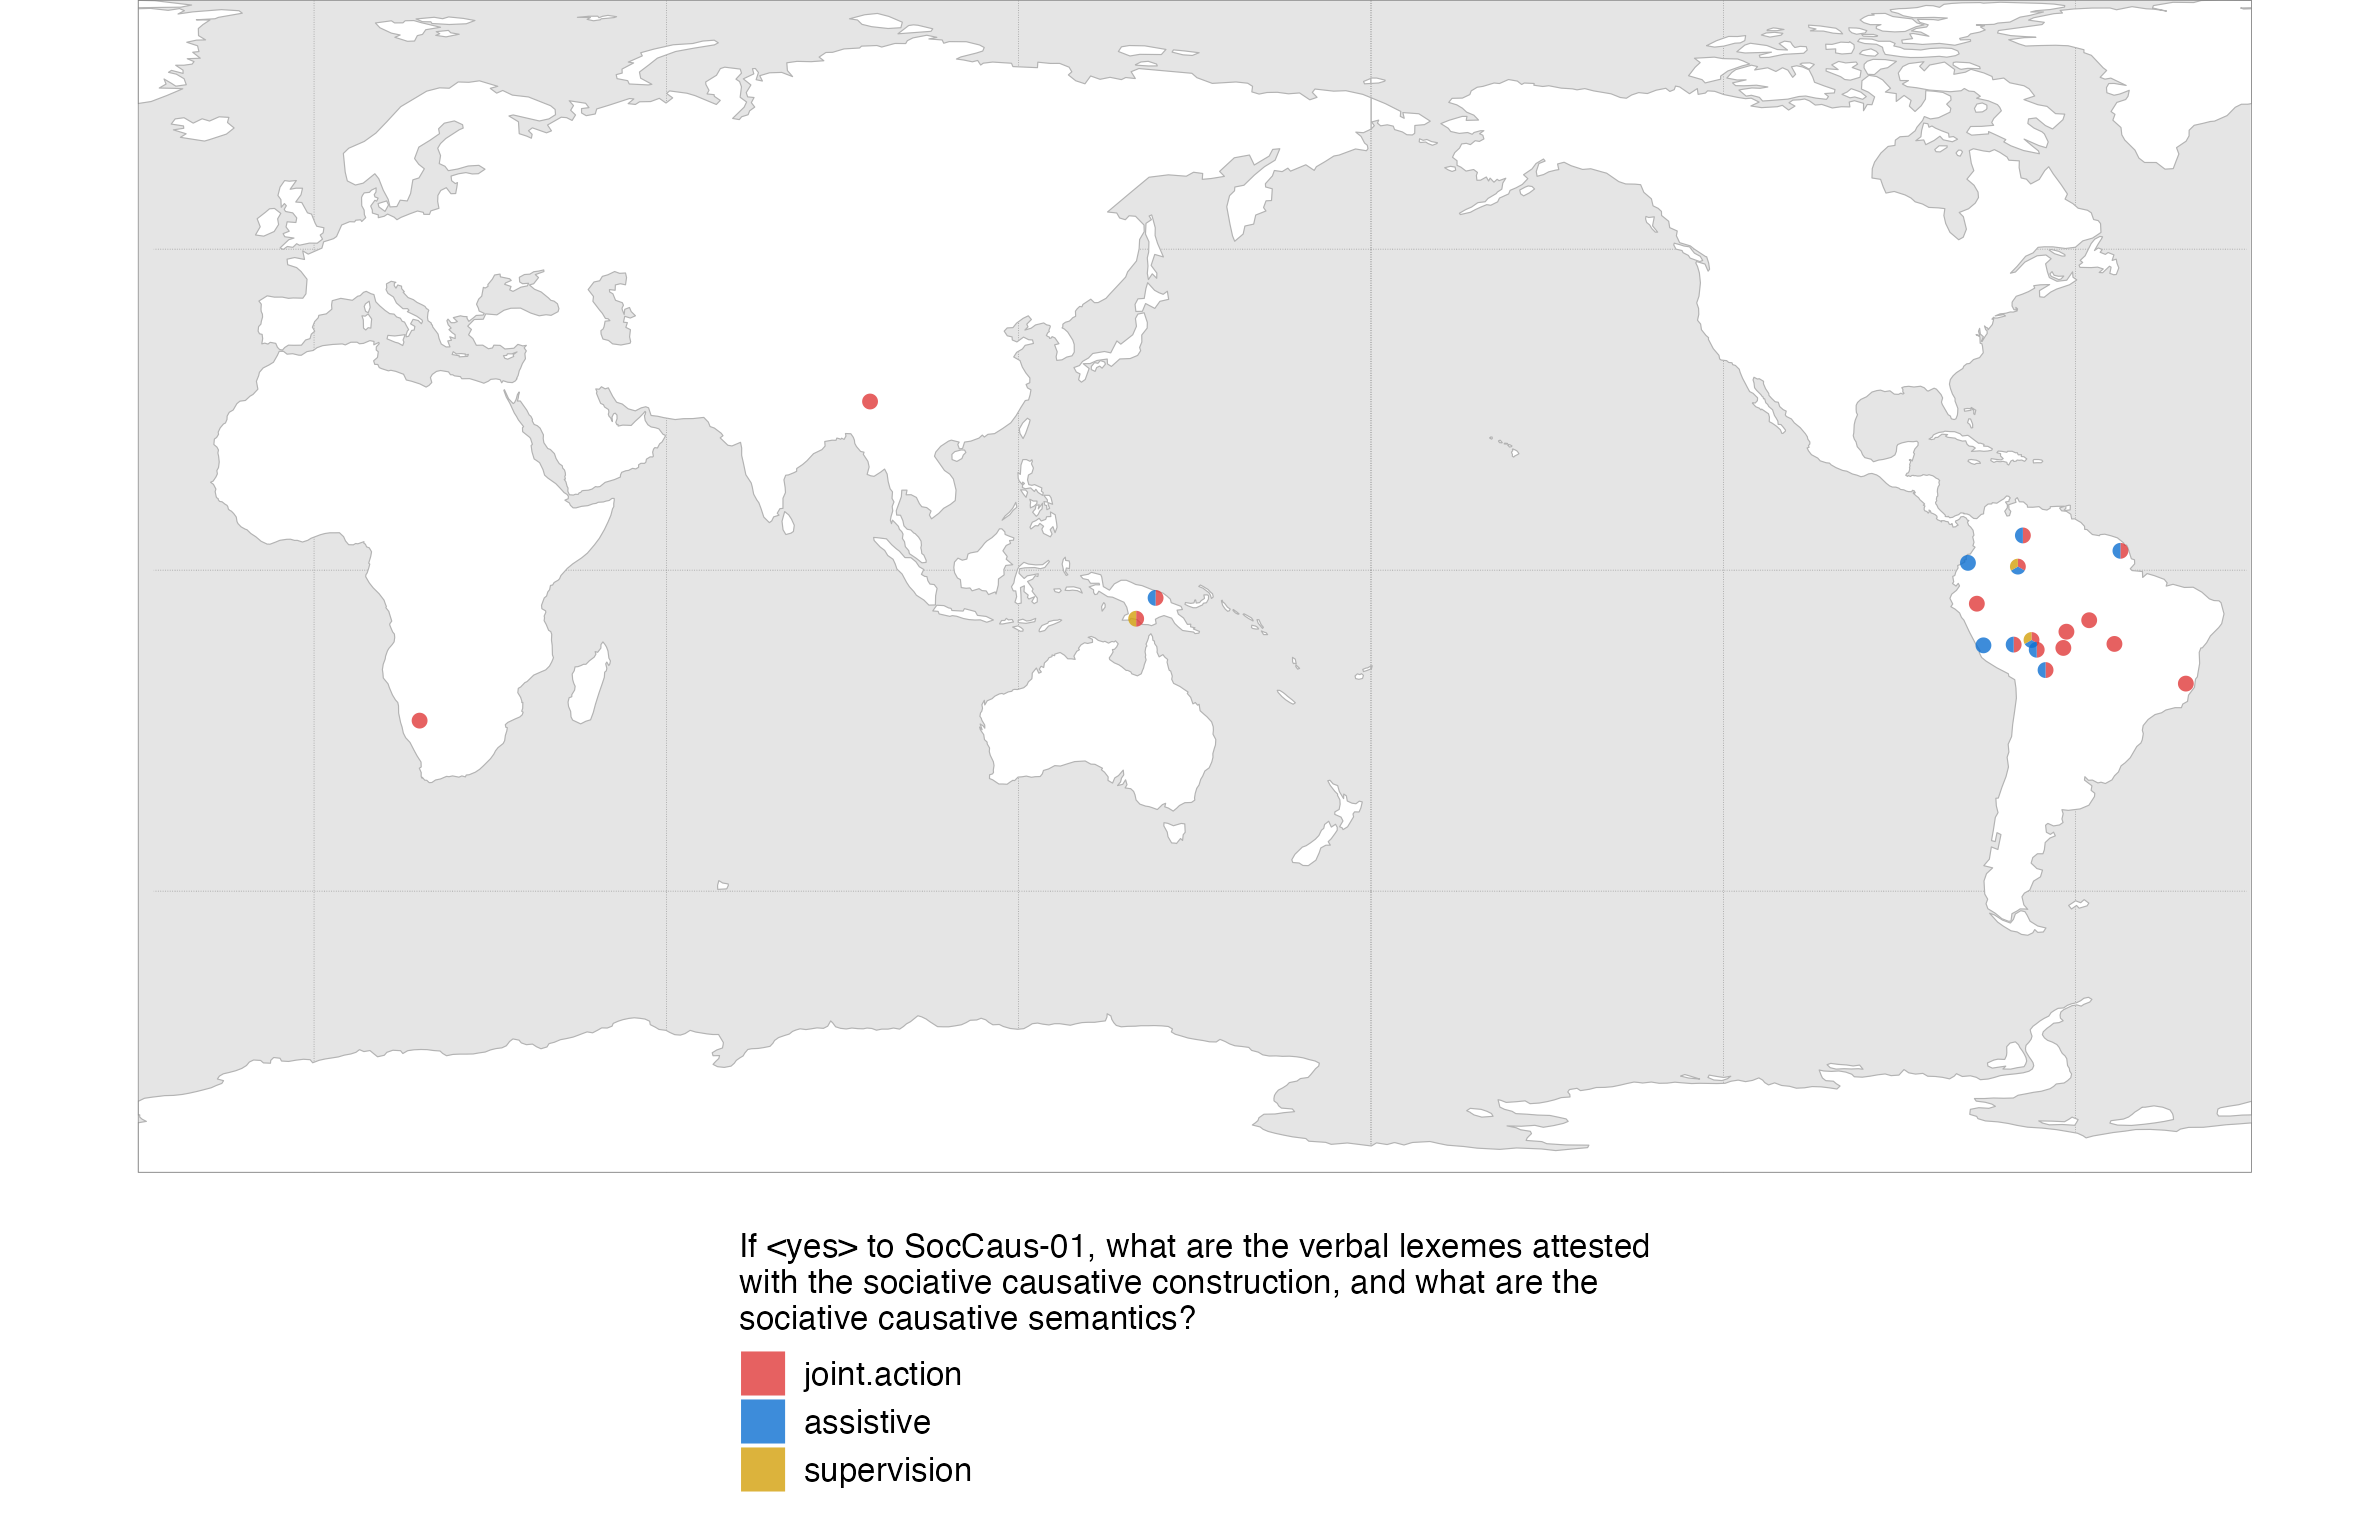 If <yes> to SocCaus-01, what are the verbal lexemes attested
with the sociative causative construction, and what are the
sociative causative semantics?
joint.action
assistive
supervision